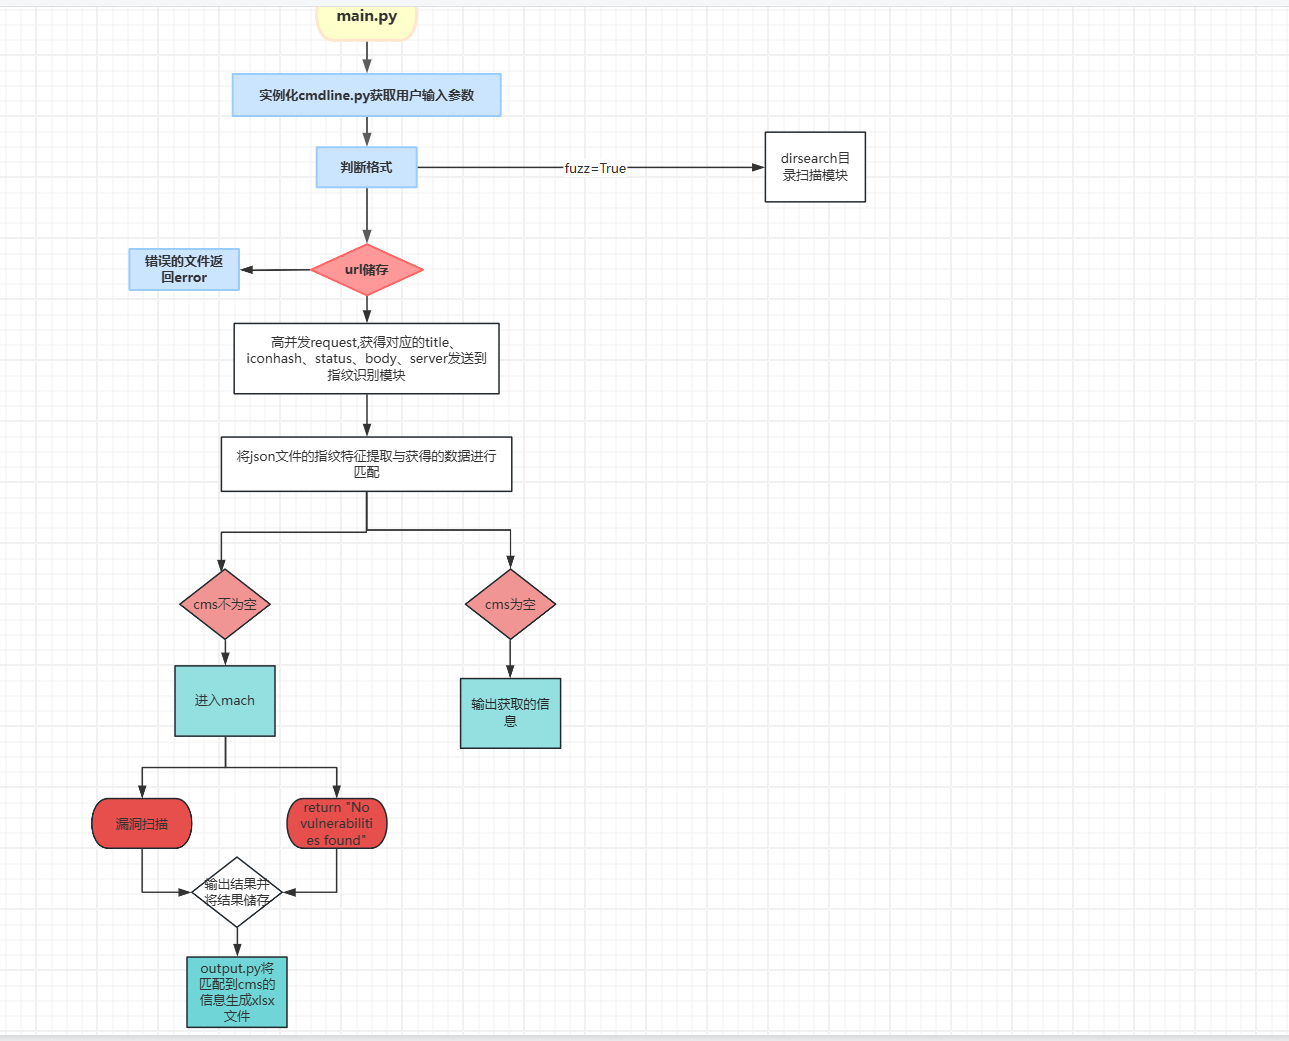 main.py
实例化cmdline.py获取用户输入参数
判断格式
fuzz=True
dirsearch目
录扫描模块
错误的文件返
回error
url储存
高并发request,获得对应的title、
iconhash、status、body、server发送到
指纹识别模块
将json文件的指纹特征提取与获得的数据进行
匹配
cms不为空
cms为空
进入mach
输出获取的信
息
漏洞扫描
return "No
vulnerabiliti
es found"
输出结果并
将结果储存
output.py将
匹配到cms的
信息生成xlsx
文件